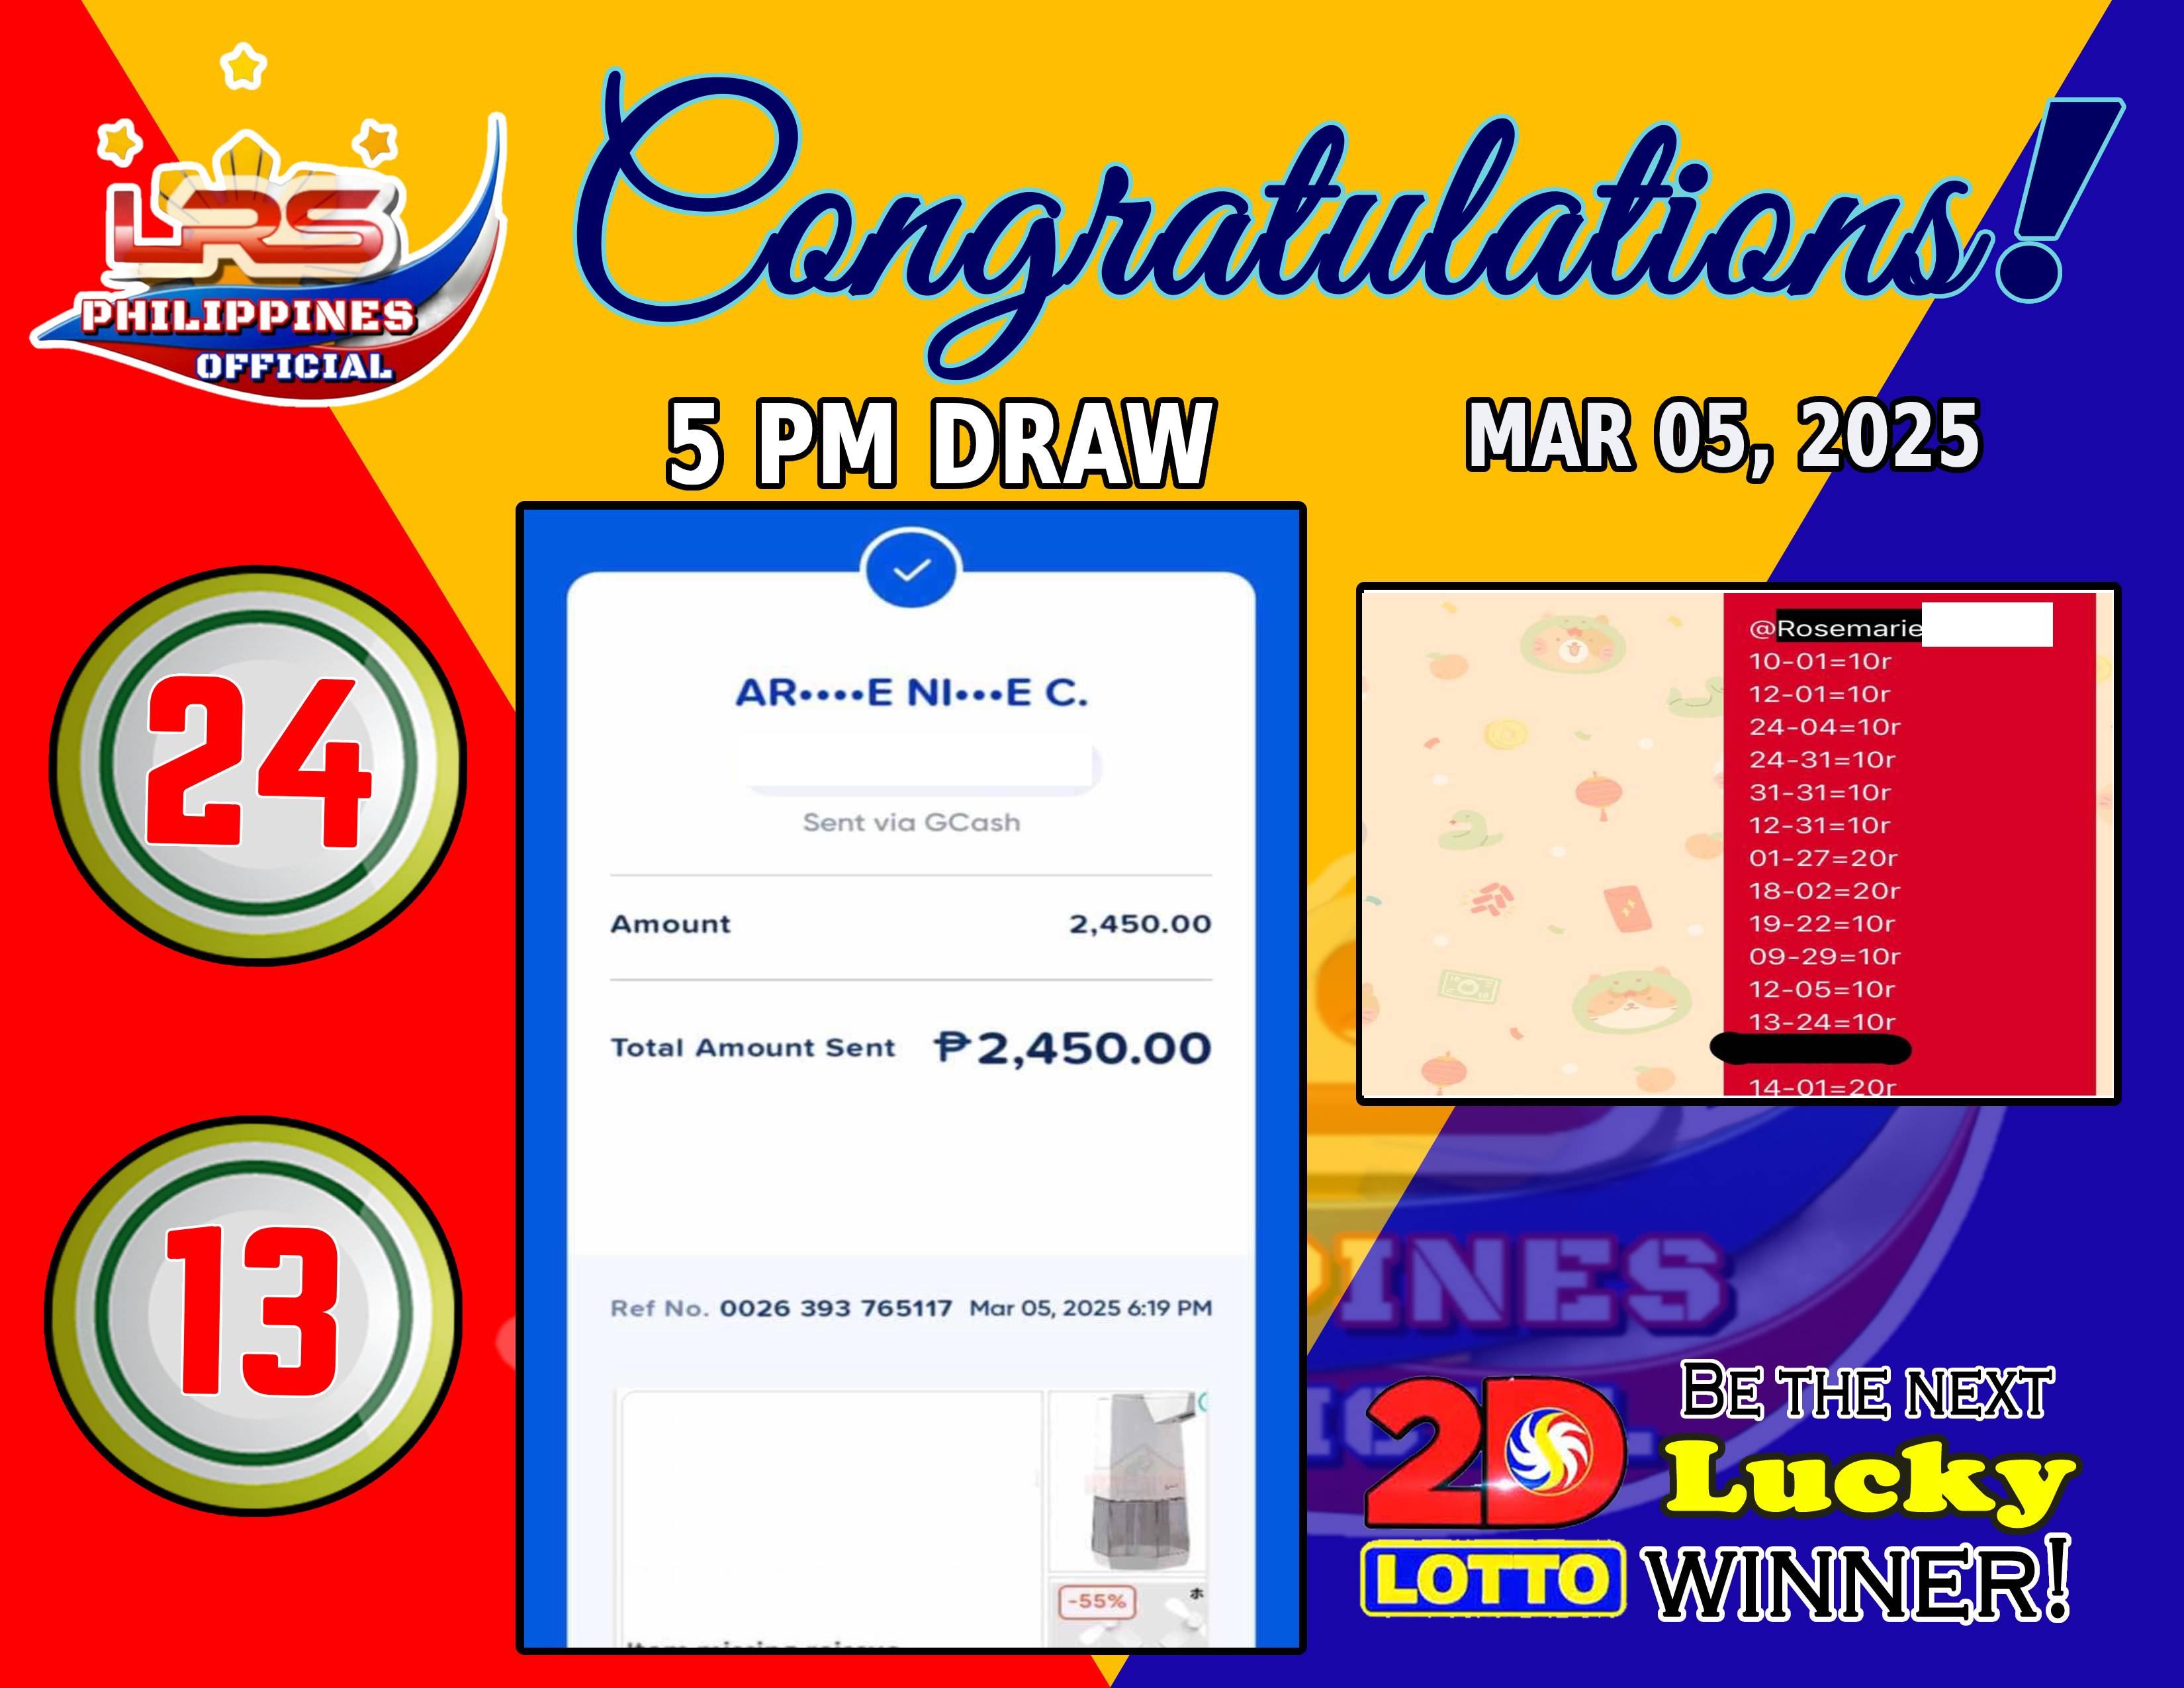 LRS
PHILIPPINES
OFFICIAL
Congratulations!
5 PM DRAW
MAR 05, 2025
24
13
AR••••E NI•••E C.
Sent via GCash
Amount 2,450.00
Total Amount Sent ₱2,450.00
Ref No. 0026 393 765117 Mar 05, 2025 6:19 PM
-55%
ホ
@Rosemarie
10-01=10r
12-01=10r
24-04=10r
24-31=10r
31-31=10r
12-31=10r
01-27=20r
18-02=20r
19-22=10r
09-29=10r
12-05=10r
13-24=10r
14-01=20r
PINES
2D
LOTTO
BE THE NEXT
Lucky
WINNER!